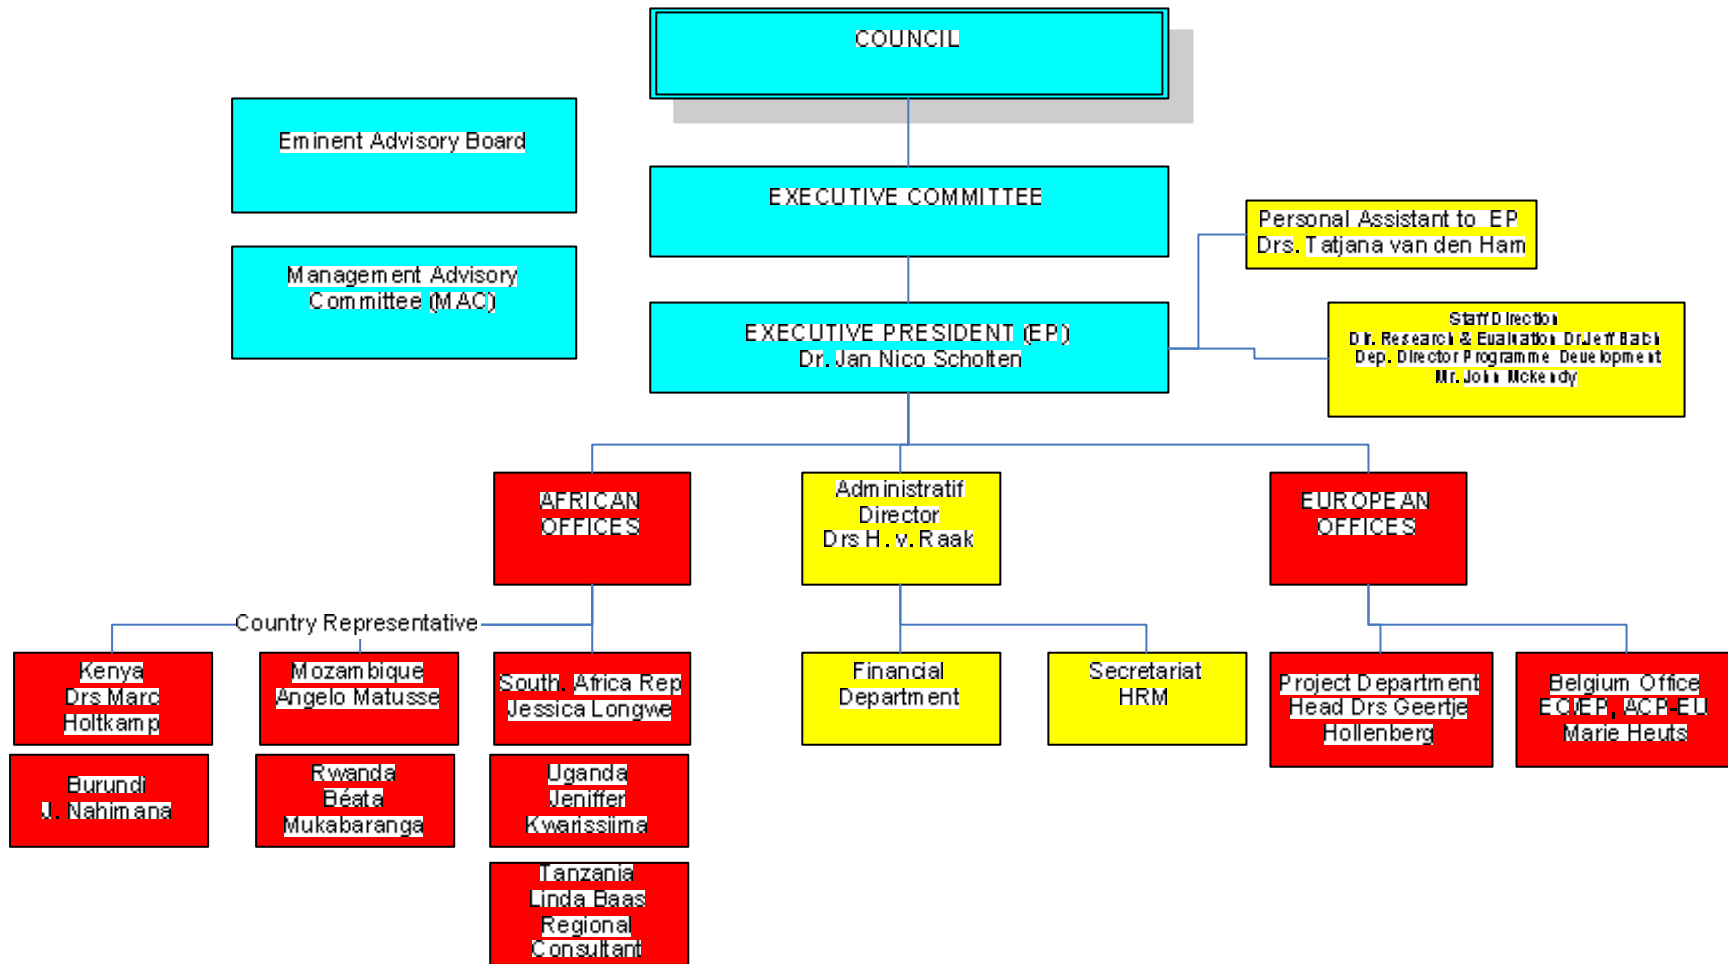 COUNCIL
Eminent Advisory Board
EXECUTIVE COMMITTEE
Personal Assistant to EP
Drs. Tatjana van den Ham
Management Advisory
Committee (MAC)
EXECUTIVE PRESIDENT (EP)
Dr. Jan Nico Scholten
Staff Direction
Dir. Research & Evaluation Dr.Jeff Balch
Dep. Director Programme Development
Mr. John Mckendy
AFRICAN
OFFICES
Administratif
Director
Drs H. v. Raak
EUROPEAN
OFFICES
Country Representative
Kenya
Drs Marc
Holtkamp
Mozambique
Angelo Matusse
South. Africa Rep
Jessica Longwe
Financial
Department
Secretariat
HRM
Project Department
Head Drs Geertje
Hollenberg
Belgium Office
EC/EP, ACP-EU
Marie Heuts
Burundi
J. Nahimana
Rwanda
Béata
Mukabaranga
Uganda
Jeniffer
Kwarissiima
Tanzania
Linda Baas
Regional
Consultant